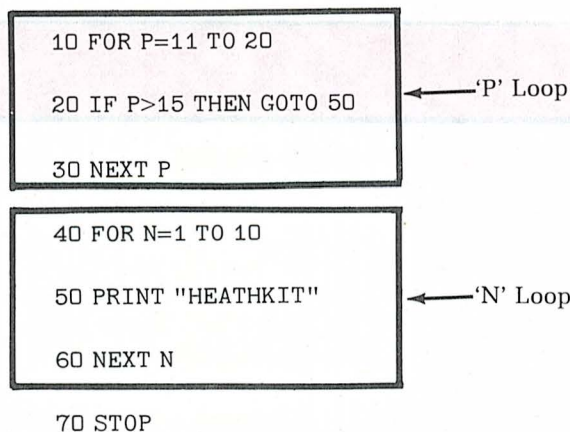 10 FOR P=11 TO 20
20 IF P>15 THEN GOTO 50
‘P’ Loop
30 NEXT P
40 FOR N=1 TO 10
50 PRINT "HEATHKIT"
‘N’ Loop
60 NEXT N
70 STOP